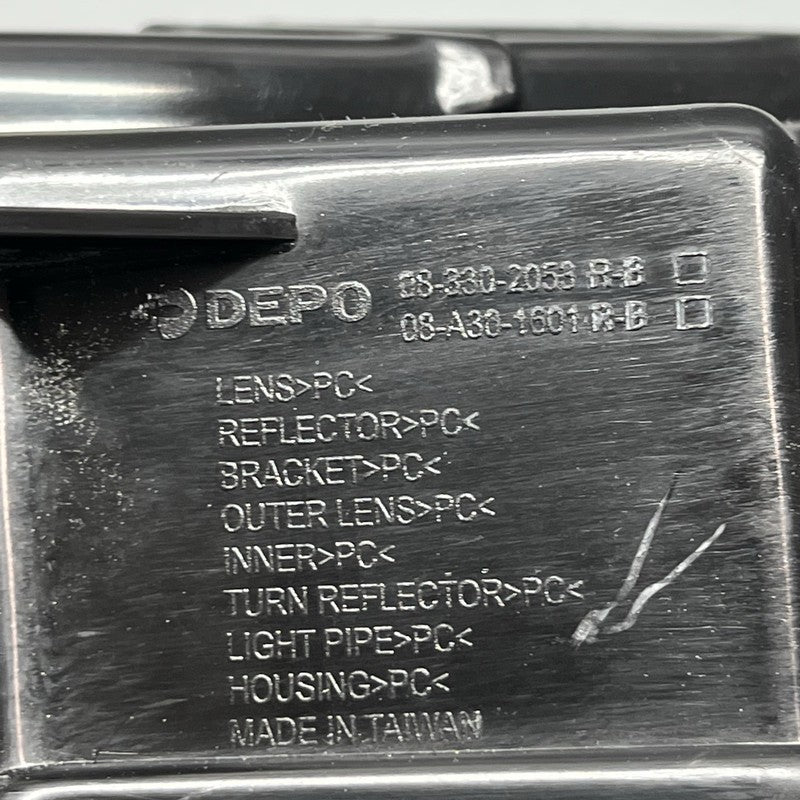 DEPO 08-330-2053 R-B □
08-A30-1601 R-B □
LENS>PC<
REFLECTOR>PC<
BRACKET>PC<
OUTER LENS>PC<
INNER>PC<
TURN REFLECTOR>PC<
LIGHT PIPE>PC<
HOUSING>PC<
MADE IN TAIWAN